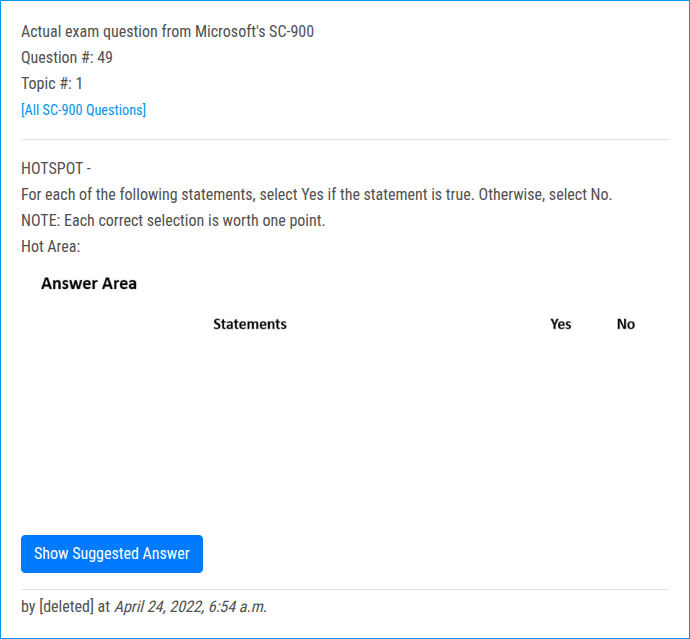 Actual exam question from Microsoft's SC-900
Question #: 49
Topic #: 1
[All SC-900 Questions]
HOTSPOT -
For each of the following statements, select Yes if the statement is true. Otherwise, select No.
NOTE: Each correct selection is worth one point.
Hot Area:
Answer Area
Statements Yes No
Show Suggested Answer
by [deleted] at April 24, 2022, 6:54 a.m.